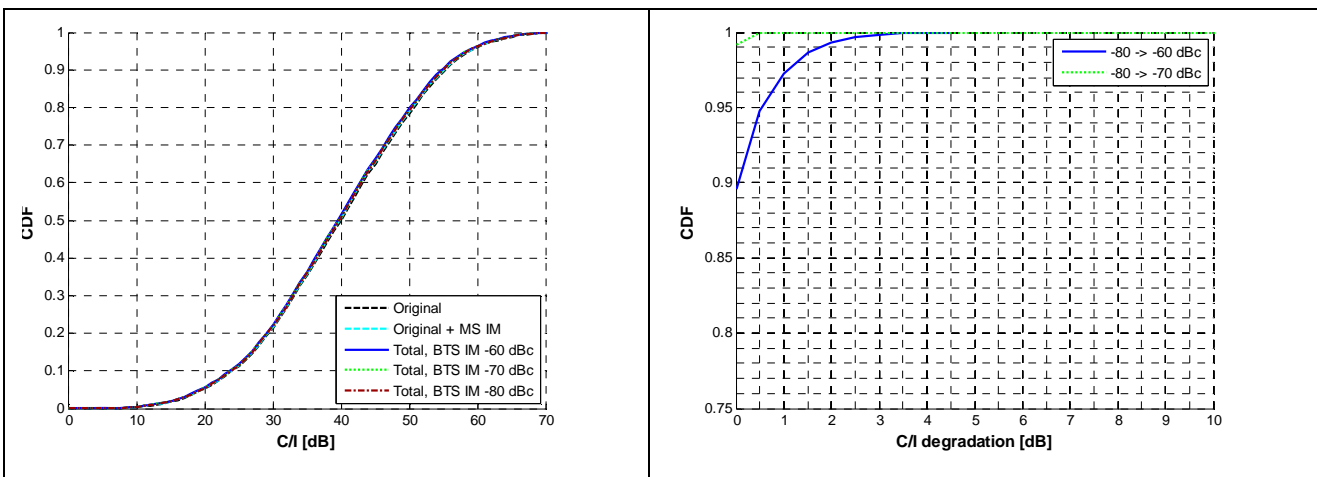 1
0.9
0.8
0.7
0.6
0.5
0.4
0.3
0.2
0.1
0
CDF
0 10 20 30 40 50 60 70
C/I [dB]
Original
Original + MS IM
Total, BTS IM -60 dBc
Total, BTS IM -70 dBc
Total, BTS IM -80 dBc
1
0.95
0.9
0.85
0.8
0.75
CDF
0 1 2 3 4 5 6 7 8 9 10
C/I degradation [dB]
-80 -> -60 dBc
-80 -> -70 dBc